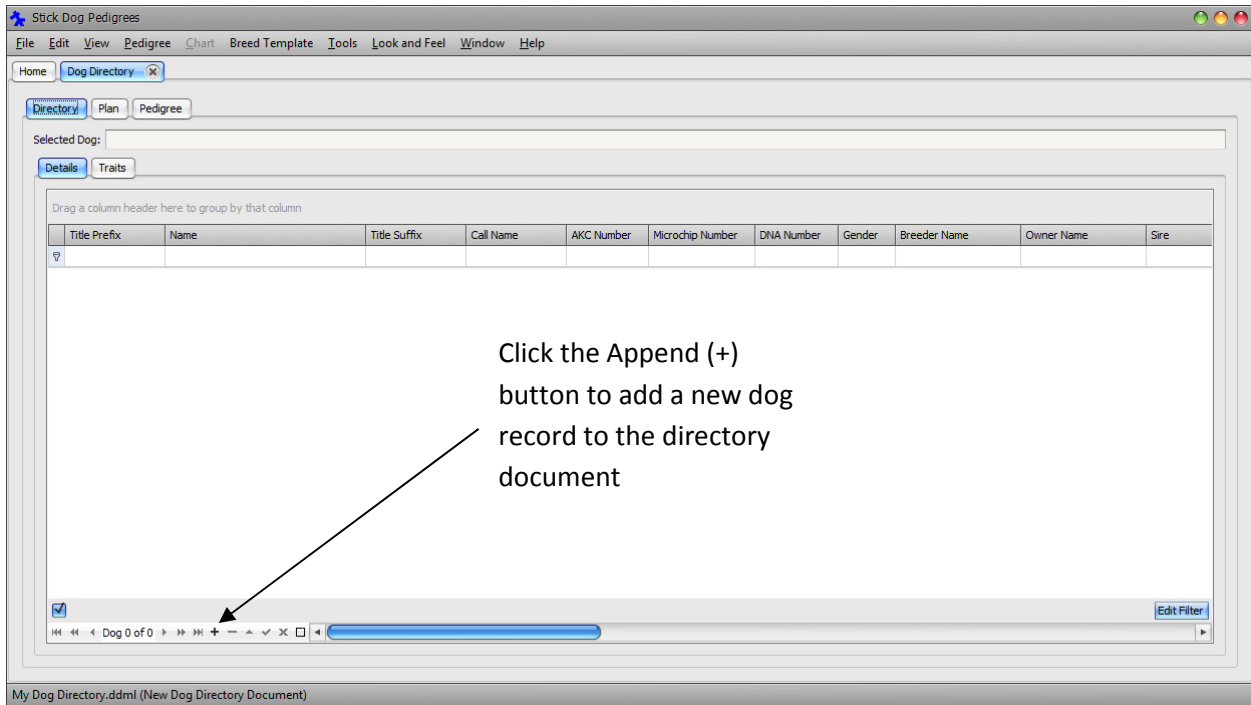 Stick Dog Pedigrees
File Edit View Pedigree Chart Breed Template Tools Look and Feel Window Help
Home Dog Directory
Directory Plan Pedigree
Selected Dog:
Details Traits
Drag a column header here to group by that column
Title Prefix Name Title Suffix Call Name AKC Number Microchip Number DNA Number Gender Breeder Name Owner Name Sire
Click the Append (+)
button to add a new dog
record to the directory
document
Edit Filter
Dog 0 of 0
My Dog Directory.ddml (New Dog Directory Document)